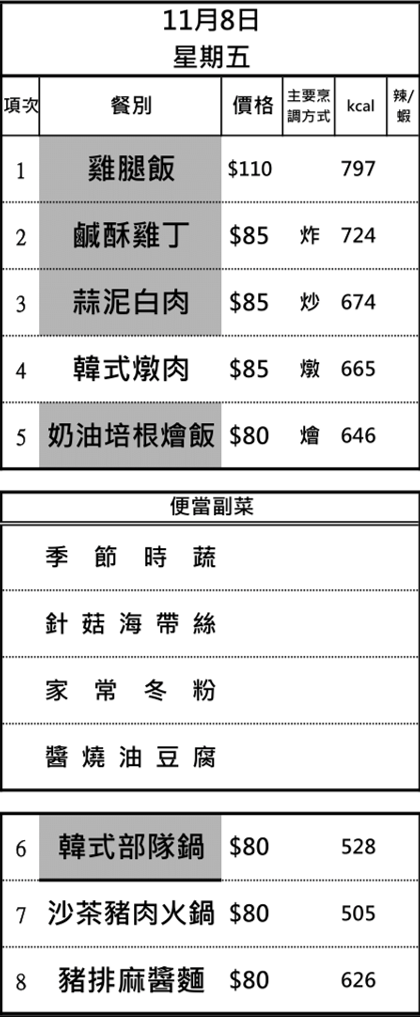 11月8日
星期五
項次 餐別 價格 主要烹調方式 kcal 辣/蝦
1 雞腿飯 $110 797
2 鹹酥雞丁 $85 炸 724
3 蒜泥白肉 $85 炒 674
4 韓式燉肉 $85 燉 665
5 奶油培根燴飯 $80 燴 646
便當副菜
季節時蔬
針菇海帶絲
家常冬粉
醬燒油豆腐
6 韓式部隊鍋 $80 528
7 沙茶豬肉火鍋 $80 505
8 豬排麻醬麵 $80 626